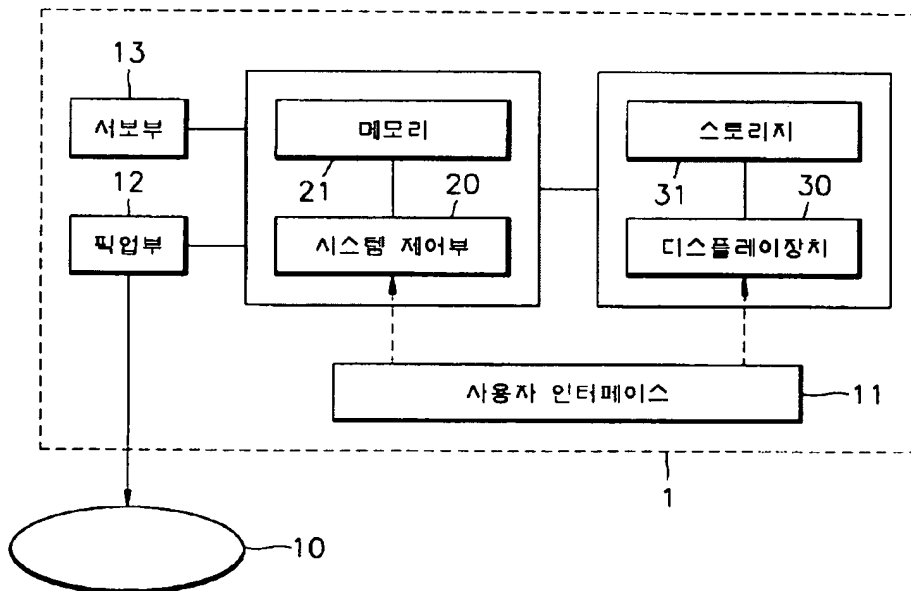 13
서보부
메모리
스토리지
21
20
31
30
12
픽업부
시스템 제어부
디스플레이장치
사용자 인터페이스
11
1
10